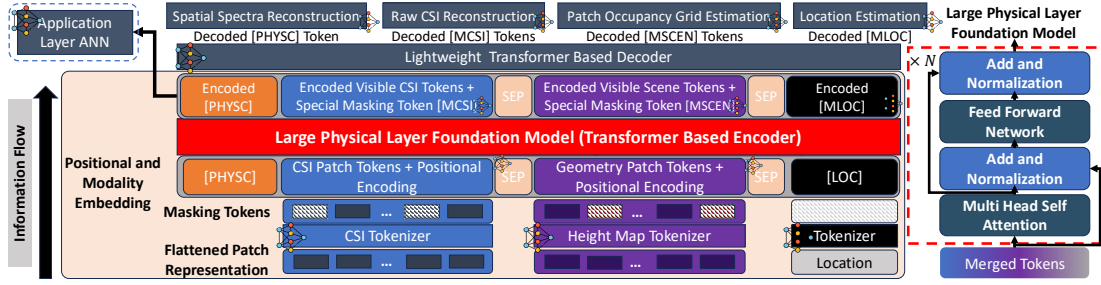 Application
Layer ANN
Spatial Spectra Reconstruction
Decoded [PHYSC] Token
Raw CSI Reconstruction
Decoded [MCSI] Tokens
Patch Occupancy Grid Estimation
Decoded [MSCEN] Tokens
Location Estimation
Decoded [MLOC]
Lightweight Transformer Based Decoder
Encoded
[PHYSC]
Encoded Visible CSI Tokens +
Special Masking Token [MCSI]
SEP
Encoded Visible Scene Tokens +
Special Masking Token [MSCEN]
SEP
Encoded
[MLOC]
Large Physical Layer Foundation Model (Transformer Based Encoder)
Information Flow
Positional and
Modality
Embedding
[PHYSC]
CSI Patch Tokens + Positional
Encoding
SEP
Geometry Patch Tokens +
Positional Encoding
SEP
[LOC]
Masking Tokens
...
...
CSI Tokenizer
Height Map Tokenizer
Tokenizer
Flattened Patch
Representation
...
...
Location
Large Physical Layer
Foundation Model
× N
Add and
Normalization
Feed Forward
Network
Add and
Normalization
Multi Head Self
Attention
Merged Tokens